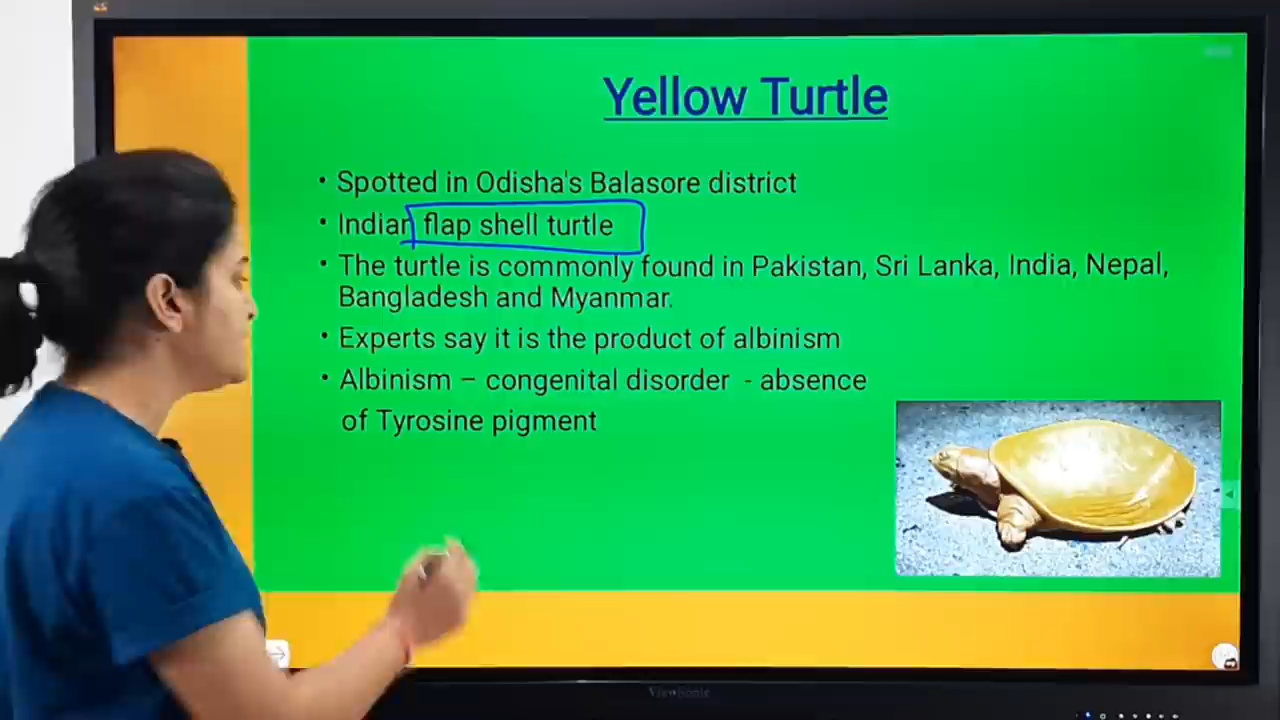 Yellow Turtle
• Spotted in Odisha's Balasore district
• Indian flap shell turtle
• The turtle is commonly found in Pakistan, Sri Lanka, India, Nepal,
Bangladesh and Myanmar.
• Experts say it is the product of albinism
• Albinism – congenital disorder - absence
of Tyrosine pigment
ViewSonic